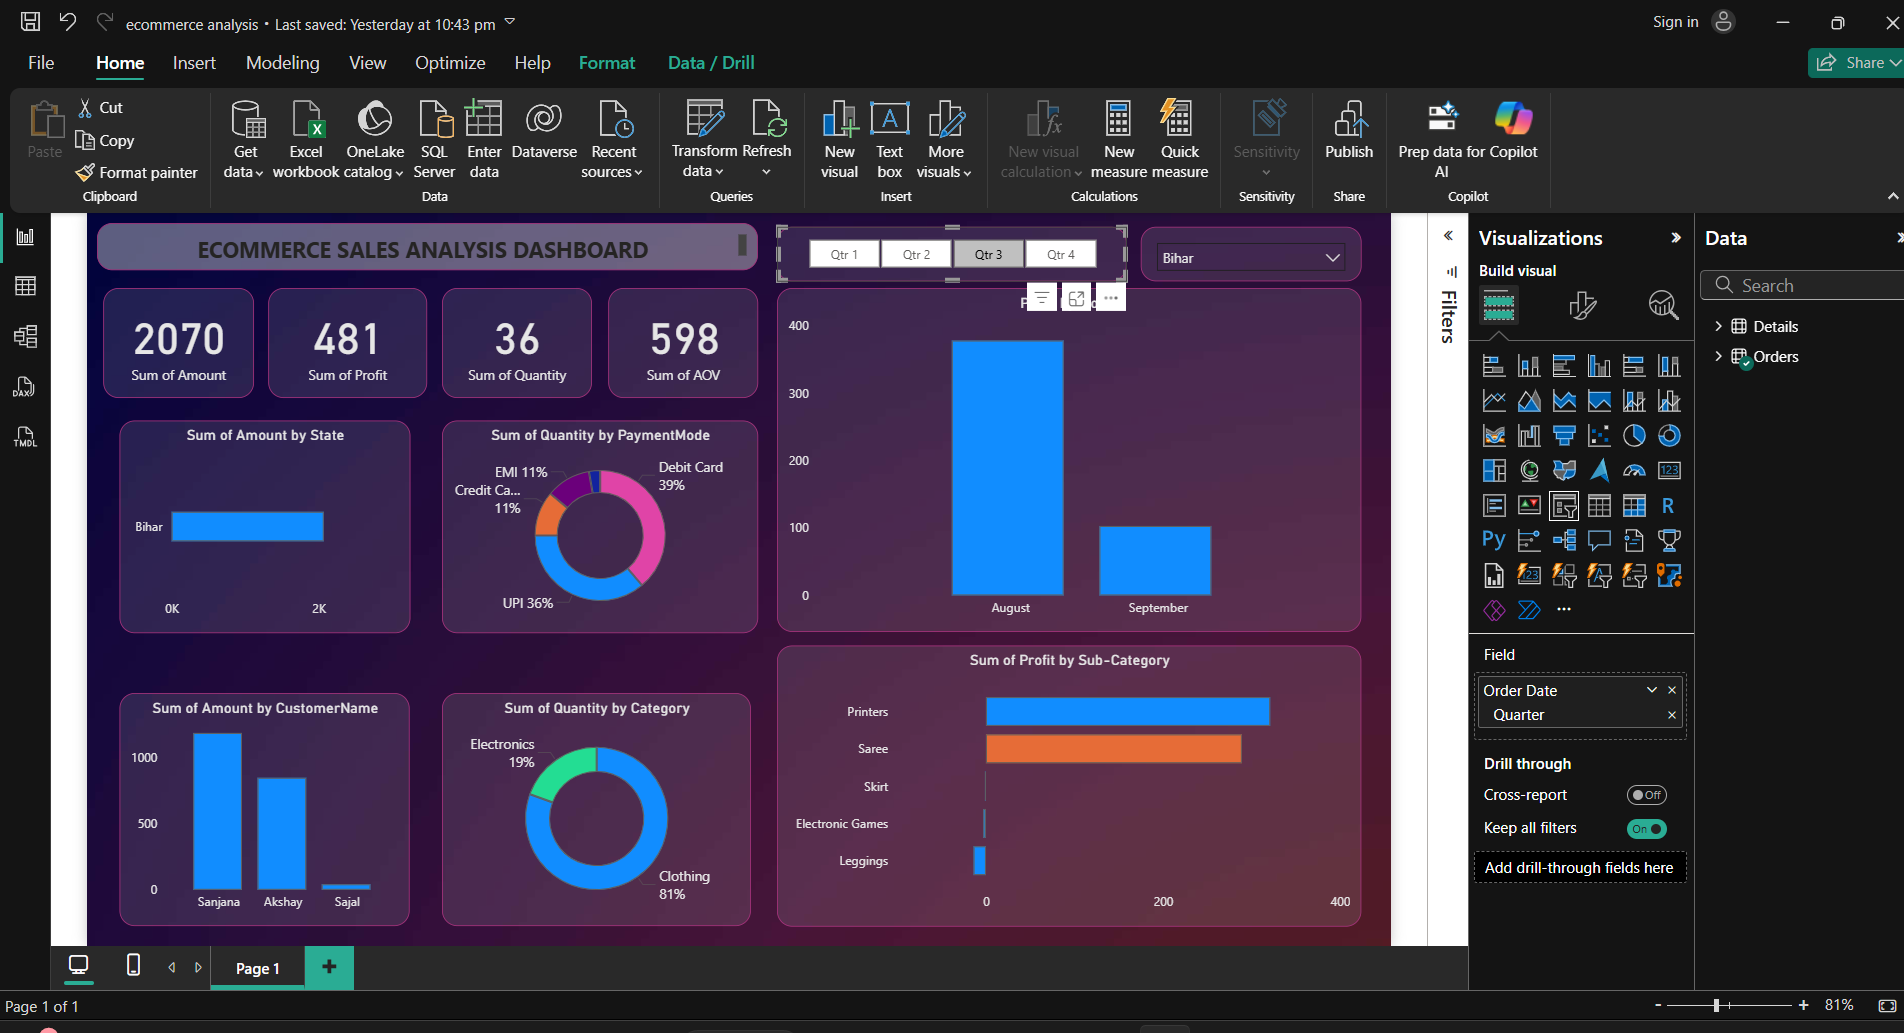 ecommerce analysis • Last saved: Yesterday at 10:43 pm
Sign in
File Home Insert Modeling View Optimize Help Format Data / Drill
Share
Paste
Cut
Copy
Format painter
Clipboard
Get data
Excel workbook
OneLake catalog
SQL Server
Enter data
Dataverse
Recent sources
Data
Transform data
Refresh
Queries
New visual
Text box
More visuals
Insert
New visual calculation
New measure
Quick measure
Calculations
Sensitivity
Sensitivity
Publish
Share
Prep data for AI
Copilot
Copilot
DAX
TMDL
ECOMMERCE SALES ANALYSIS DASHBOARD
Qtr 1 Qtr 2 Qtr 3 Qtr 4
Bihar
2070
Sum of Amount
481
Sum of Profit
36
Sum of Quantity
598
Sum of AOV
400
300
200
100
0
August September
Sum of Amount by State
Bihar
0K 2K
Sum of Quantity by PaymentMode
EMI 11%
Credit Ca...
11%
Debit Card
39%
UPI 36%
Sum of Amount by CustomerName
1000
500
0
Sanjana Akshay Sajal
Sum of Quantity by Category
Electronics
19%
Clothing
81%
Sum of Profit by Sub-Category
Printers
Saree
Skirt
Electronic Games
Leggings
0 200 400
Filters
Visualizations
Build visual
123
R
Py
123
Field
Order Date
Quarter
Drill through
Cross-report
Off
Keep all filters
On
Add drill-through fields here
Data
Search
Details
Orders
Page 1
Page 1 of 1
- + 81%